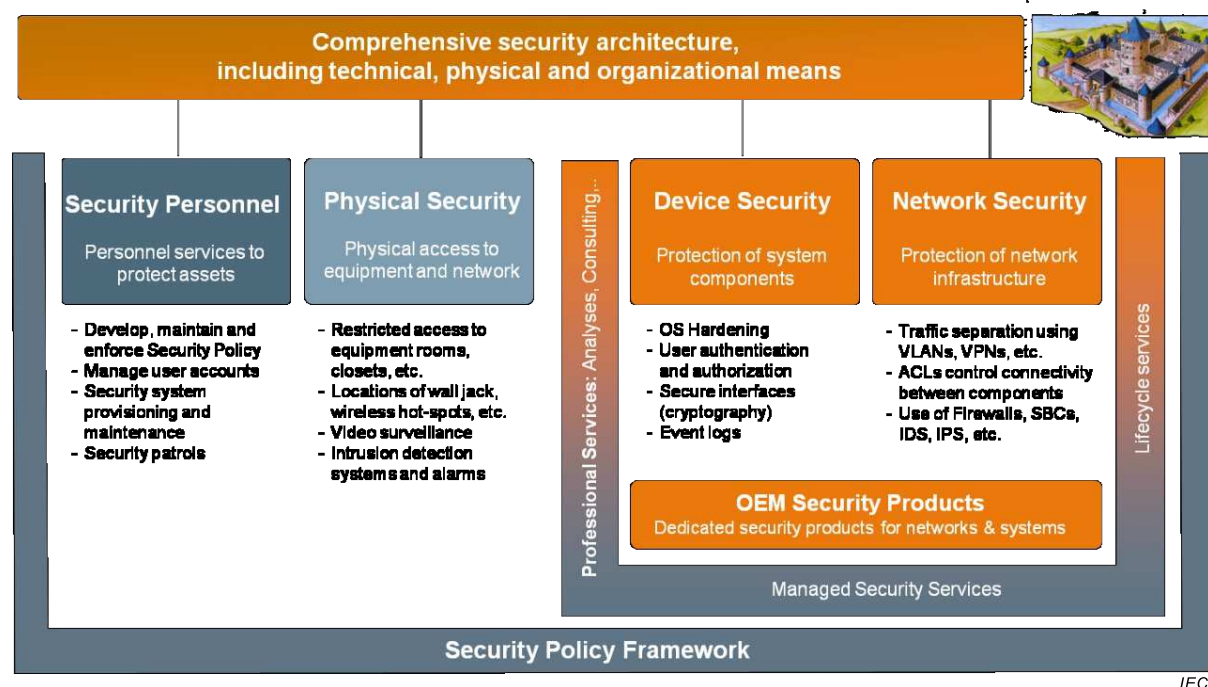 Comprehensive security architecture,
including technical, physical and organizational means
Security Personnel
Personnel services to
protect assets
- Develop, maintain and
enforce Security Policy
- Manage user accounts
- Security system
provisioning and
maintenance
- Security patrols
Physical Security
Physical access to
equipment and network
- Restricted access to
equipment rooms,
closets, etc.
- Locations of wall jack,
wireless hot-spots, etc.
- Video surveillance
- Intrusion detection
systems and alarms
Professional Services: Analyses, Consulting,..
Device Security
Protection of system
components
- OS Hardening
- User authentication
and authorization
- Secure interfaces
(cryptography)
- Event logs
Network Security
Protection of network
infrastructure
- Traffic separation using
VLANs, VPNs, etc.
- ACLs control connectivity
between components
- Use of Firewalls, SBCs,
IDS, IPS, etc.
OEM Security Products
Dedicated security products for networks & systems
Lifecycle services
Managed Security Services
Security Policy Framework
IEC